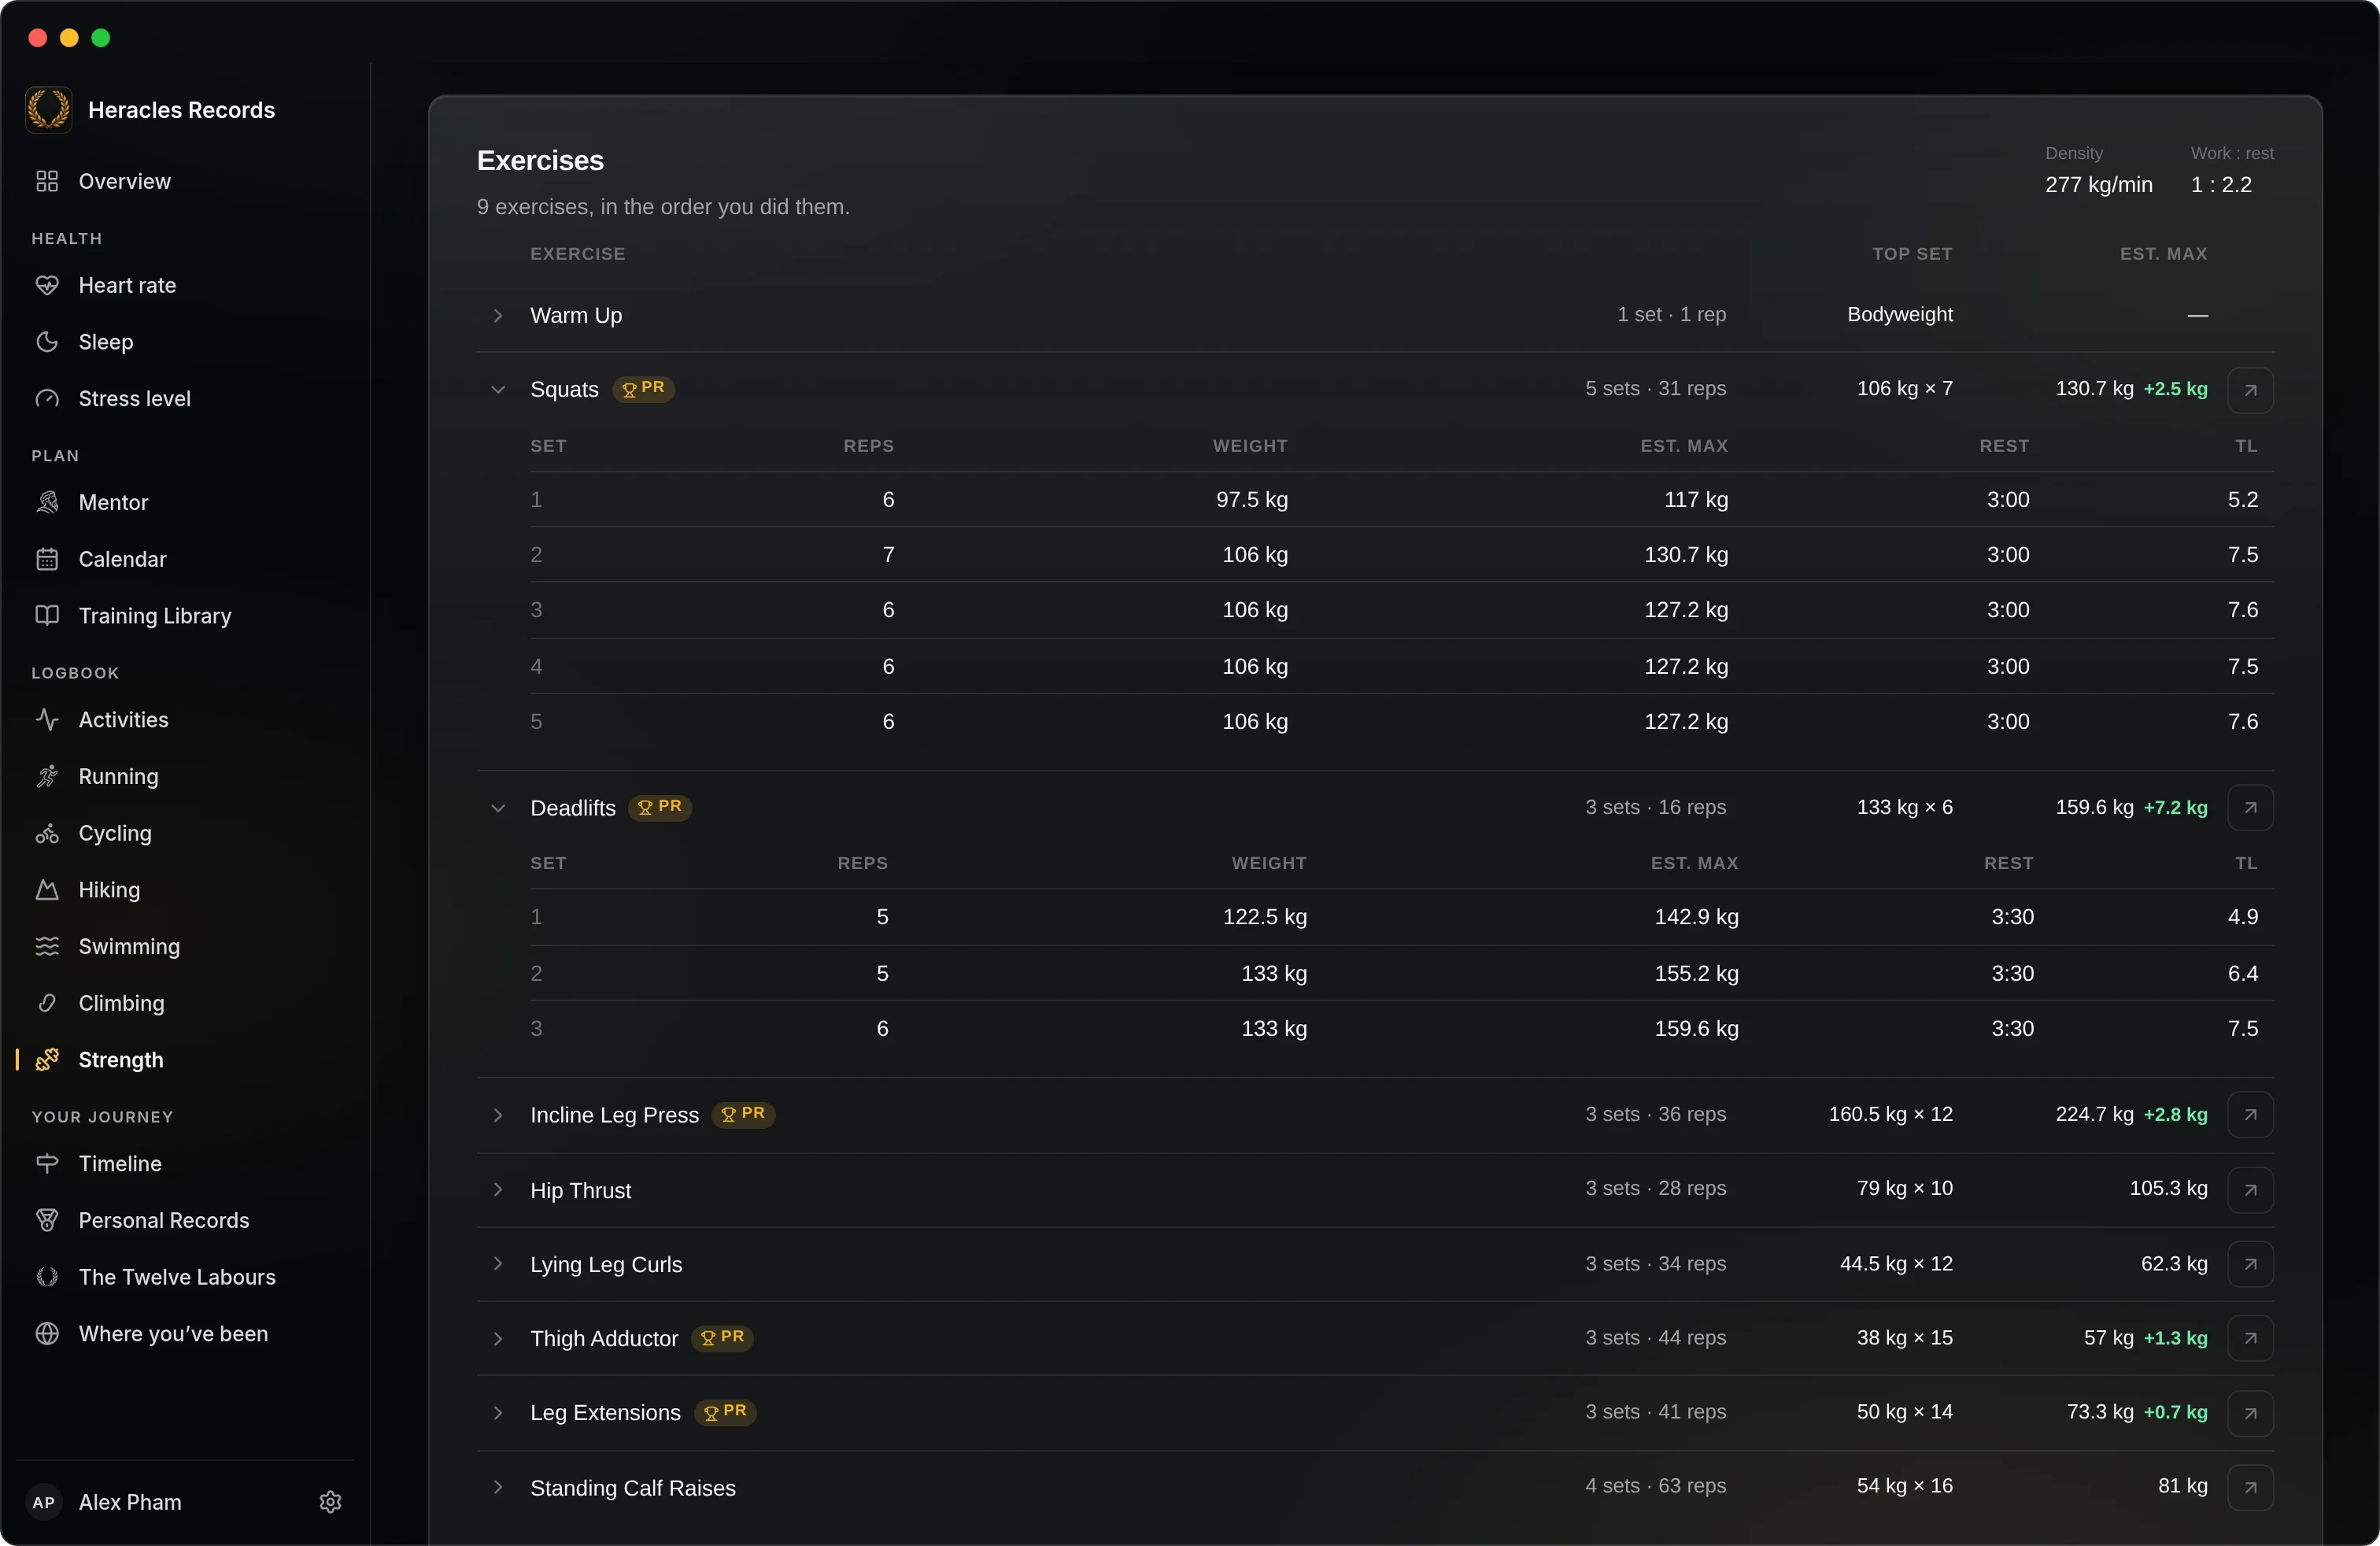 Heracles Records
Overview
HEALTH
Heart rate
Sleep
Stress level
PLAN
Mentor
Calendar
Training Library
LOGBOOK
Activities
Running
Cycling
Hiking
Swimming
Climbing
Strength
YOUR JOURNEY
Timeline
Personal Records
The Twelve Labours
Where you’ve been
AP Alex Pham
Exercises
9 exercises, in the order you did them.
Density Work : rest
277 kg/min 1 : 2.2
EXERCISE TOP SET EST. MAX
Warm Up 1 set · 1 rep Bodyweight —
Squats PR 5 sets · 31 reps 106 kg × 7 130.7 kg +2.5 kg
SET REPS WEIGHT EST. MAX REST TL
1 6 97.5 kg 117 kg 3:00 5.2
2 7 106 kg 130.7 kg 3:00 7.5
3 6 106 kg 127.2 kg 3:00 7.6
4 6 106 kg 127.2 kg 3:00 7.5
5 6 106 kg 127.2 kg 3:00 7.6
Deadlifts PR 3 sets · 16 reps 133 kg × 6 159.6 kg +7.2 kg
SET REPS WEIGHT EST. MAX REST TL
1 5 122.5 kg 142.9 kg 3:30 4.9
2 5 133 kg 155.2 kg 3:30 6.4
3 6 133 kg 159.6 kg 3:30 7.5
Incline Leg Press PR 3 sets · 36 reps 160.5 kg × 12 224.7 kg +2.8 kg
Hip Thrust 3 sets · 28 reps 79 kg × 10 105.3 kg
Lying Leg Curls 3 sets · 34 reps 44.5 kg × 12 62.3 kg
Thigh Adductor PR 3 sets · 44 reps 38 kg × 15 57 kg +1.3 kg
Leg Extensions PR 3 sets · 41 reps 50 kg × 14 73.3 kg +0.7 kg
Standing Calf Raises 4 sets · 63 reps 54 kg × 16 81 kg